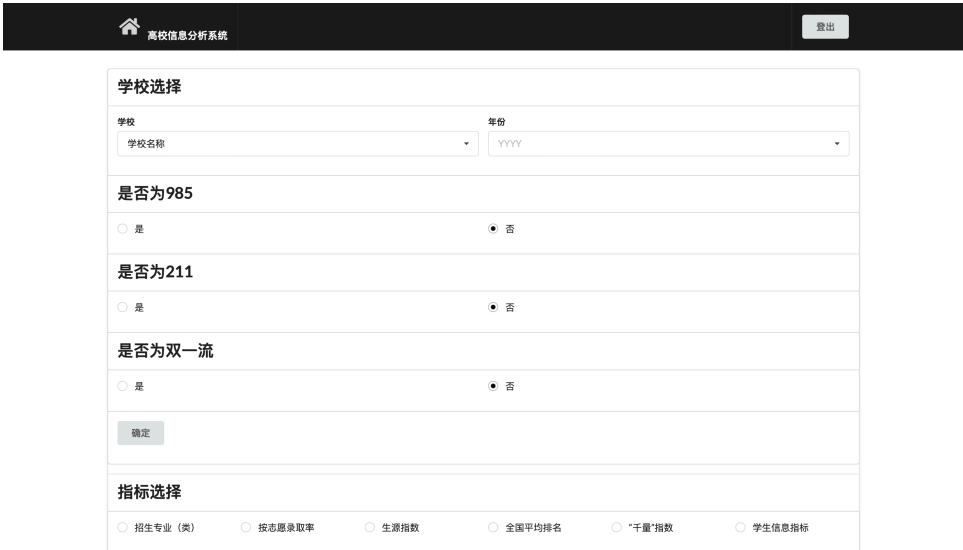 高校信息分析系统 登出
学校选择
学校 年份
学校名称 YYYY
是否为985
是 否
是否为211
是 否
是否为双一流
是 否
确定
指标选择
招生专业（类） 按志愿录取率 生源指数 全国平均排名 "千量"指数 学生信息指标